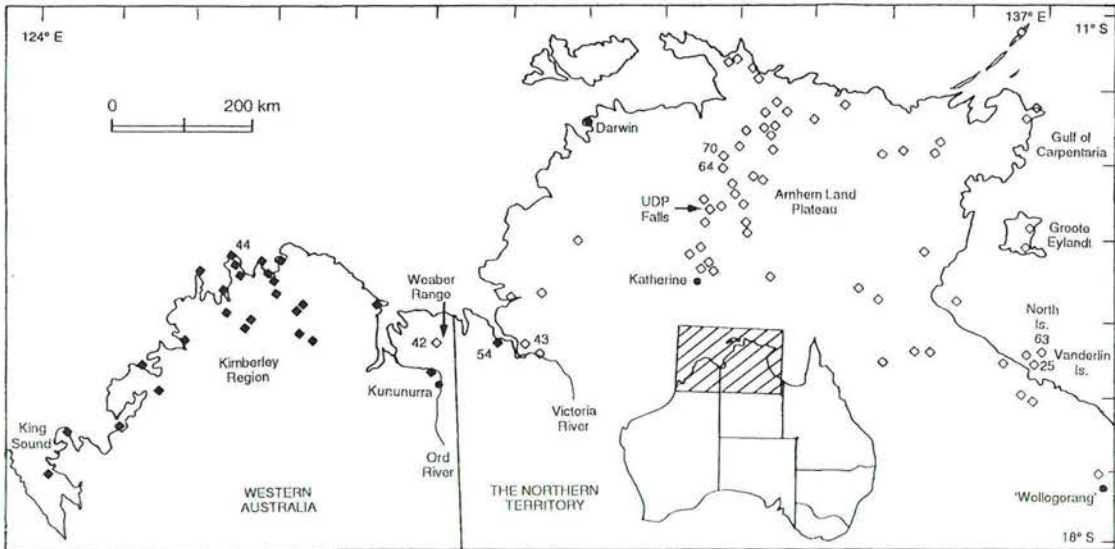 124° E
137° E
11° S
0
200 km
Darwin
Gulf of
Carpentaria
70
64
Arnhem Land
Plateau
UDP
Falls
Groote
Eylandt
44
Weaber
Range
Katherine
North
Is.
63
42
54
43
Vanderlin
Is.
25
Kimberley
Region
Kununurra
Victoria
River
King
Sound
Ord
River
WESTERN
AUSTRALIA
THE NORTHERN
TERRITORY
'Wollogorang'
18° S